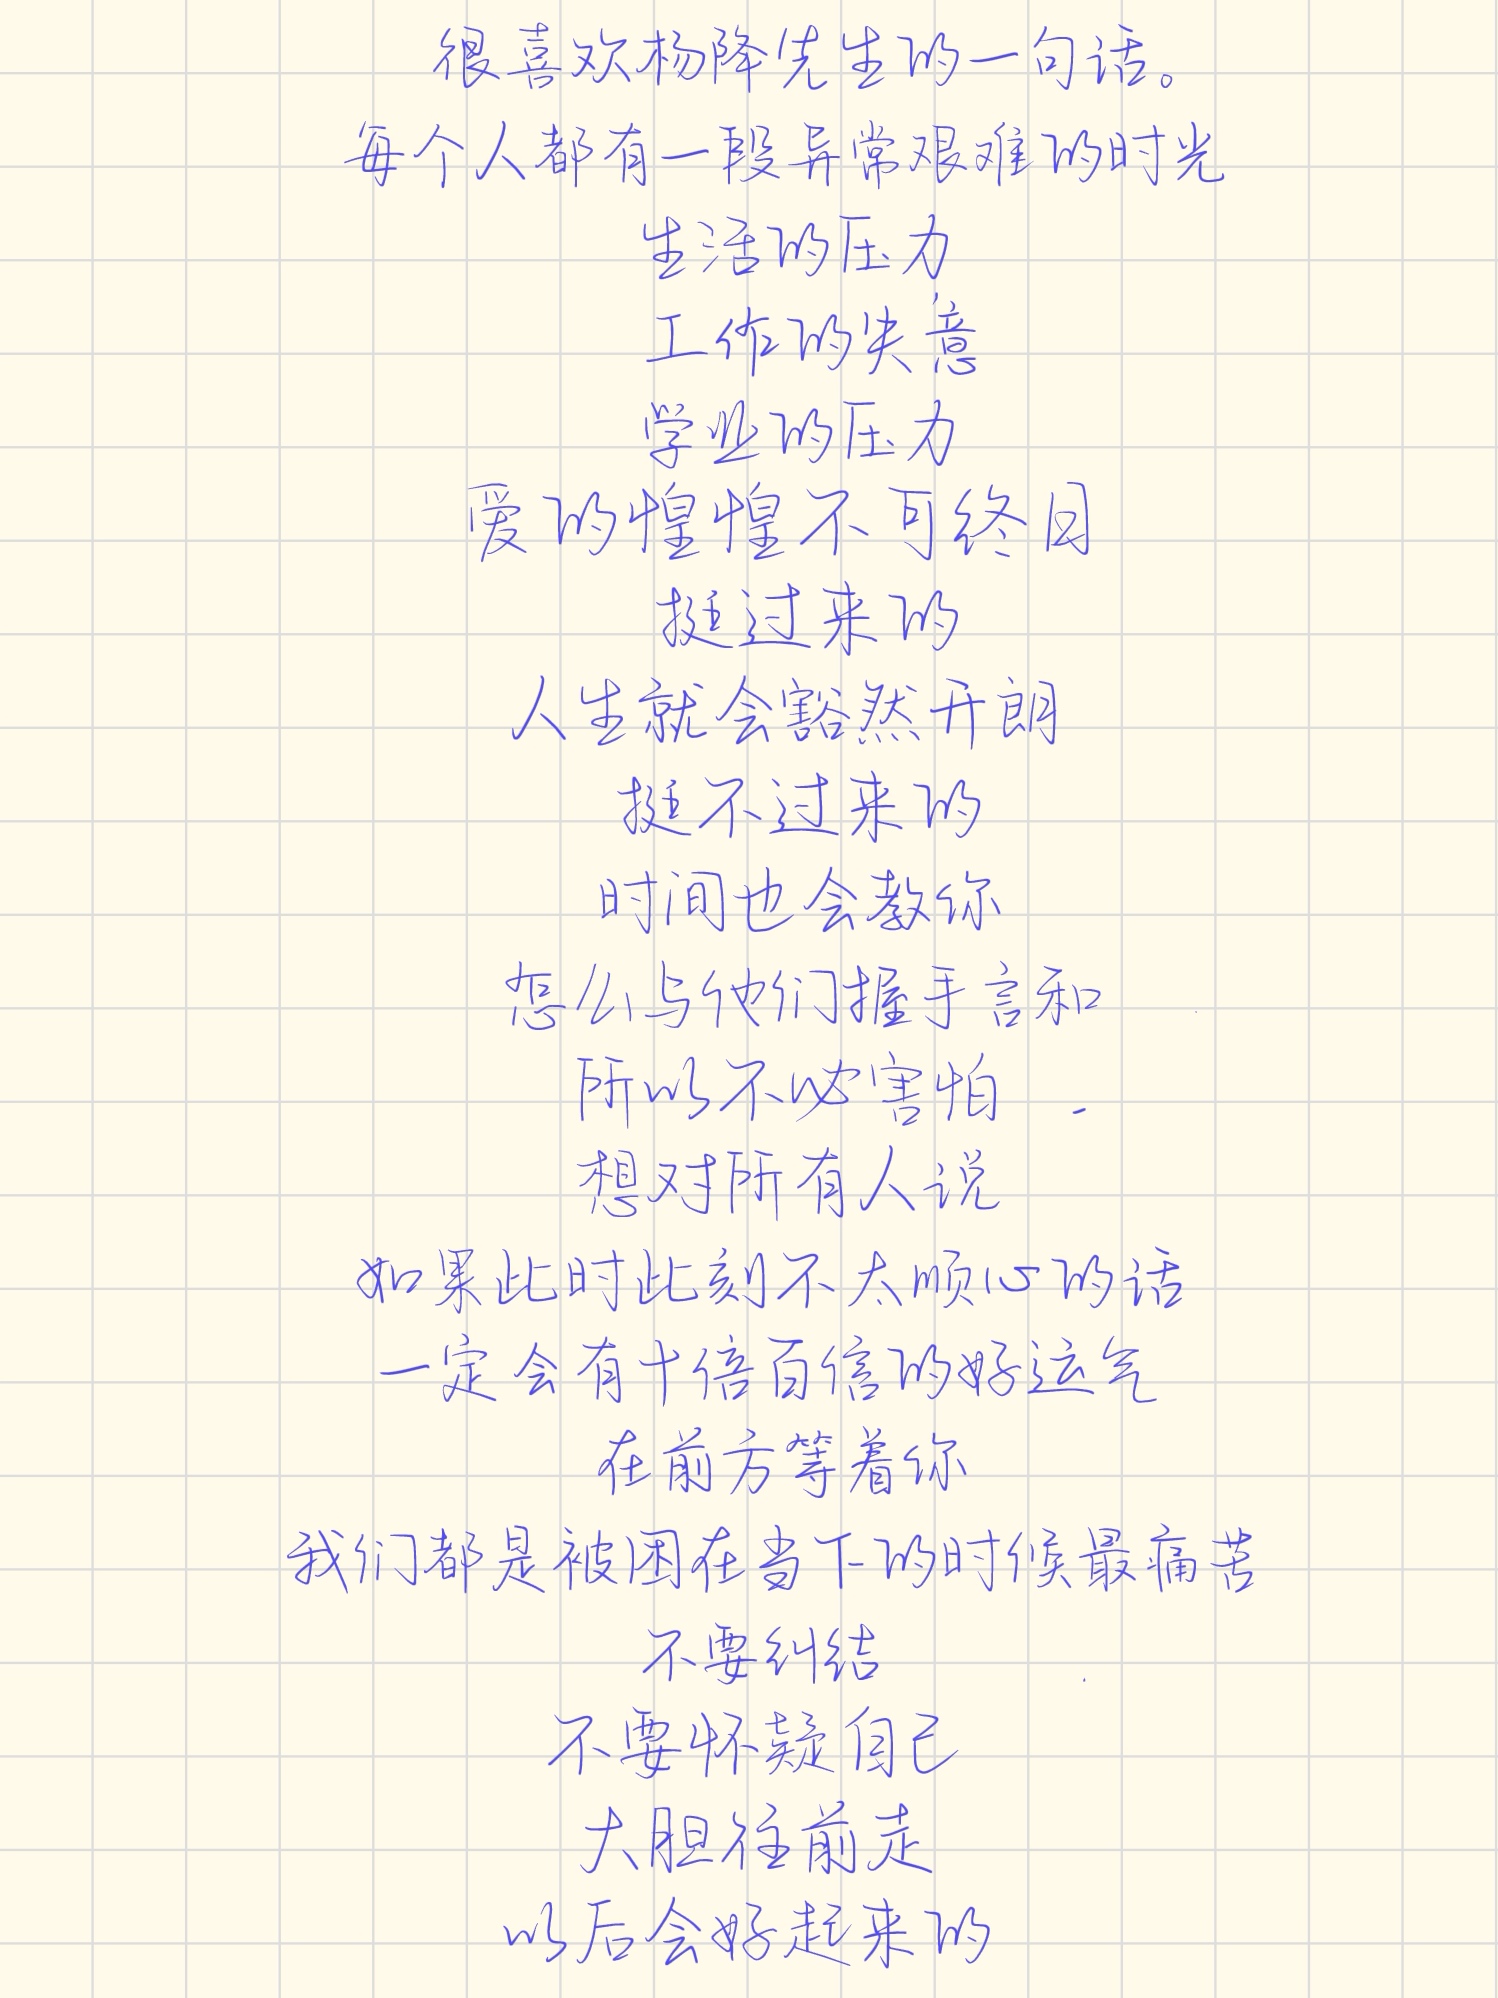 很喜欢杨降先生的一句话。
每个人都有一段异常艰难的时光
生活的压力
工作的失意
学业的压力
爱的惶惶不可终日
挺过来的
人生就会豁然开朗
挺不过来的
时间也会教你
怎么与他们握手言和
所以不必害怕
想对所有人说
如果此时此刻不太顺心的话
一定会有十倍百信的好运气
在前方等着你
我们都是被困在当下的时候最痛苦
不要纠结
不要怀疑自己
大胆往前走
以后会好起来的